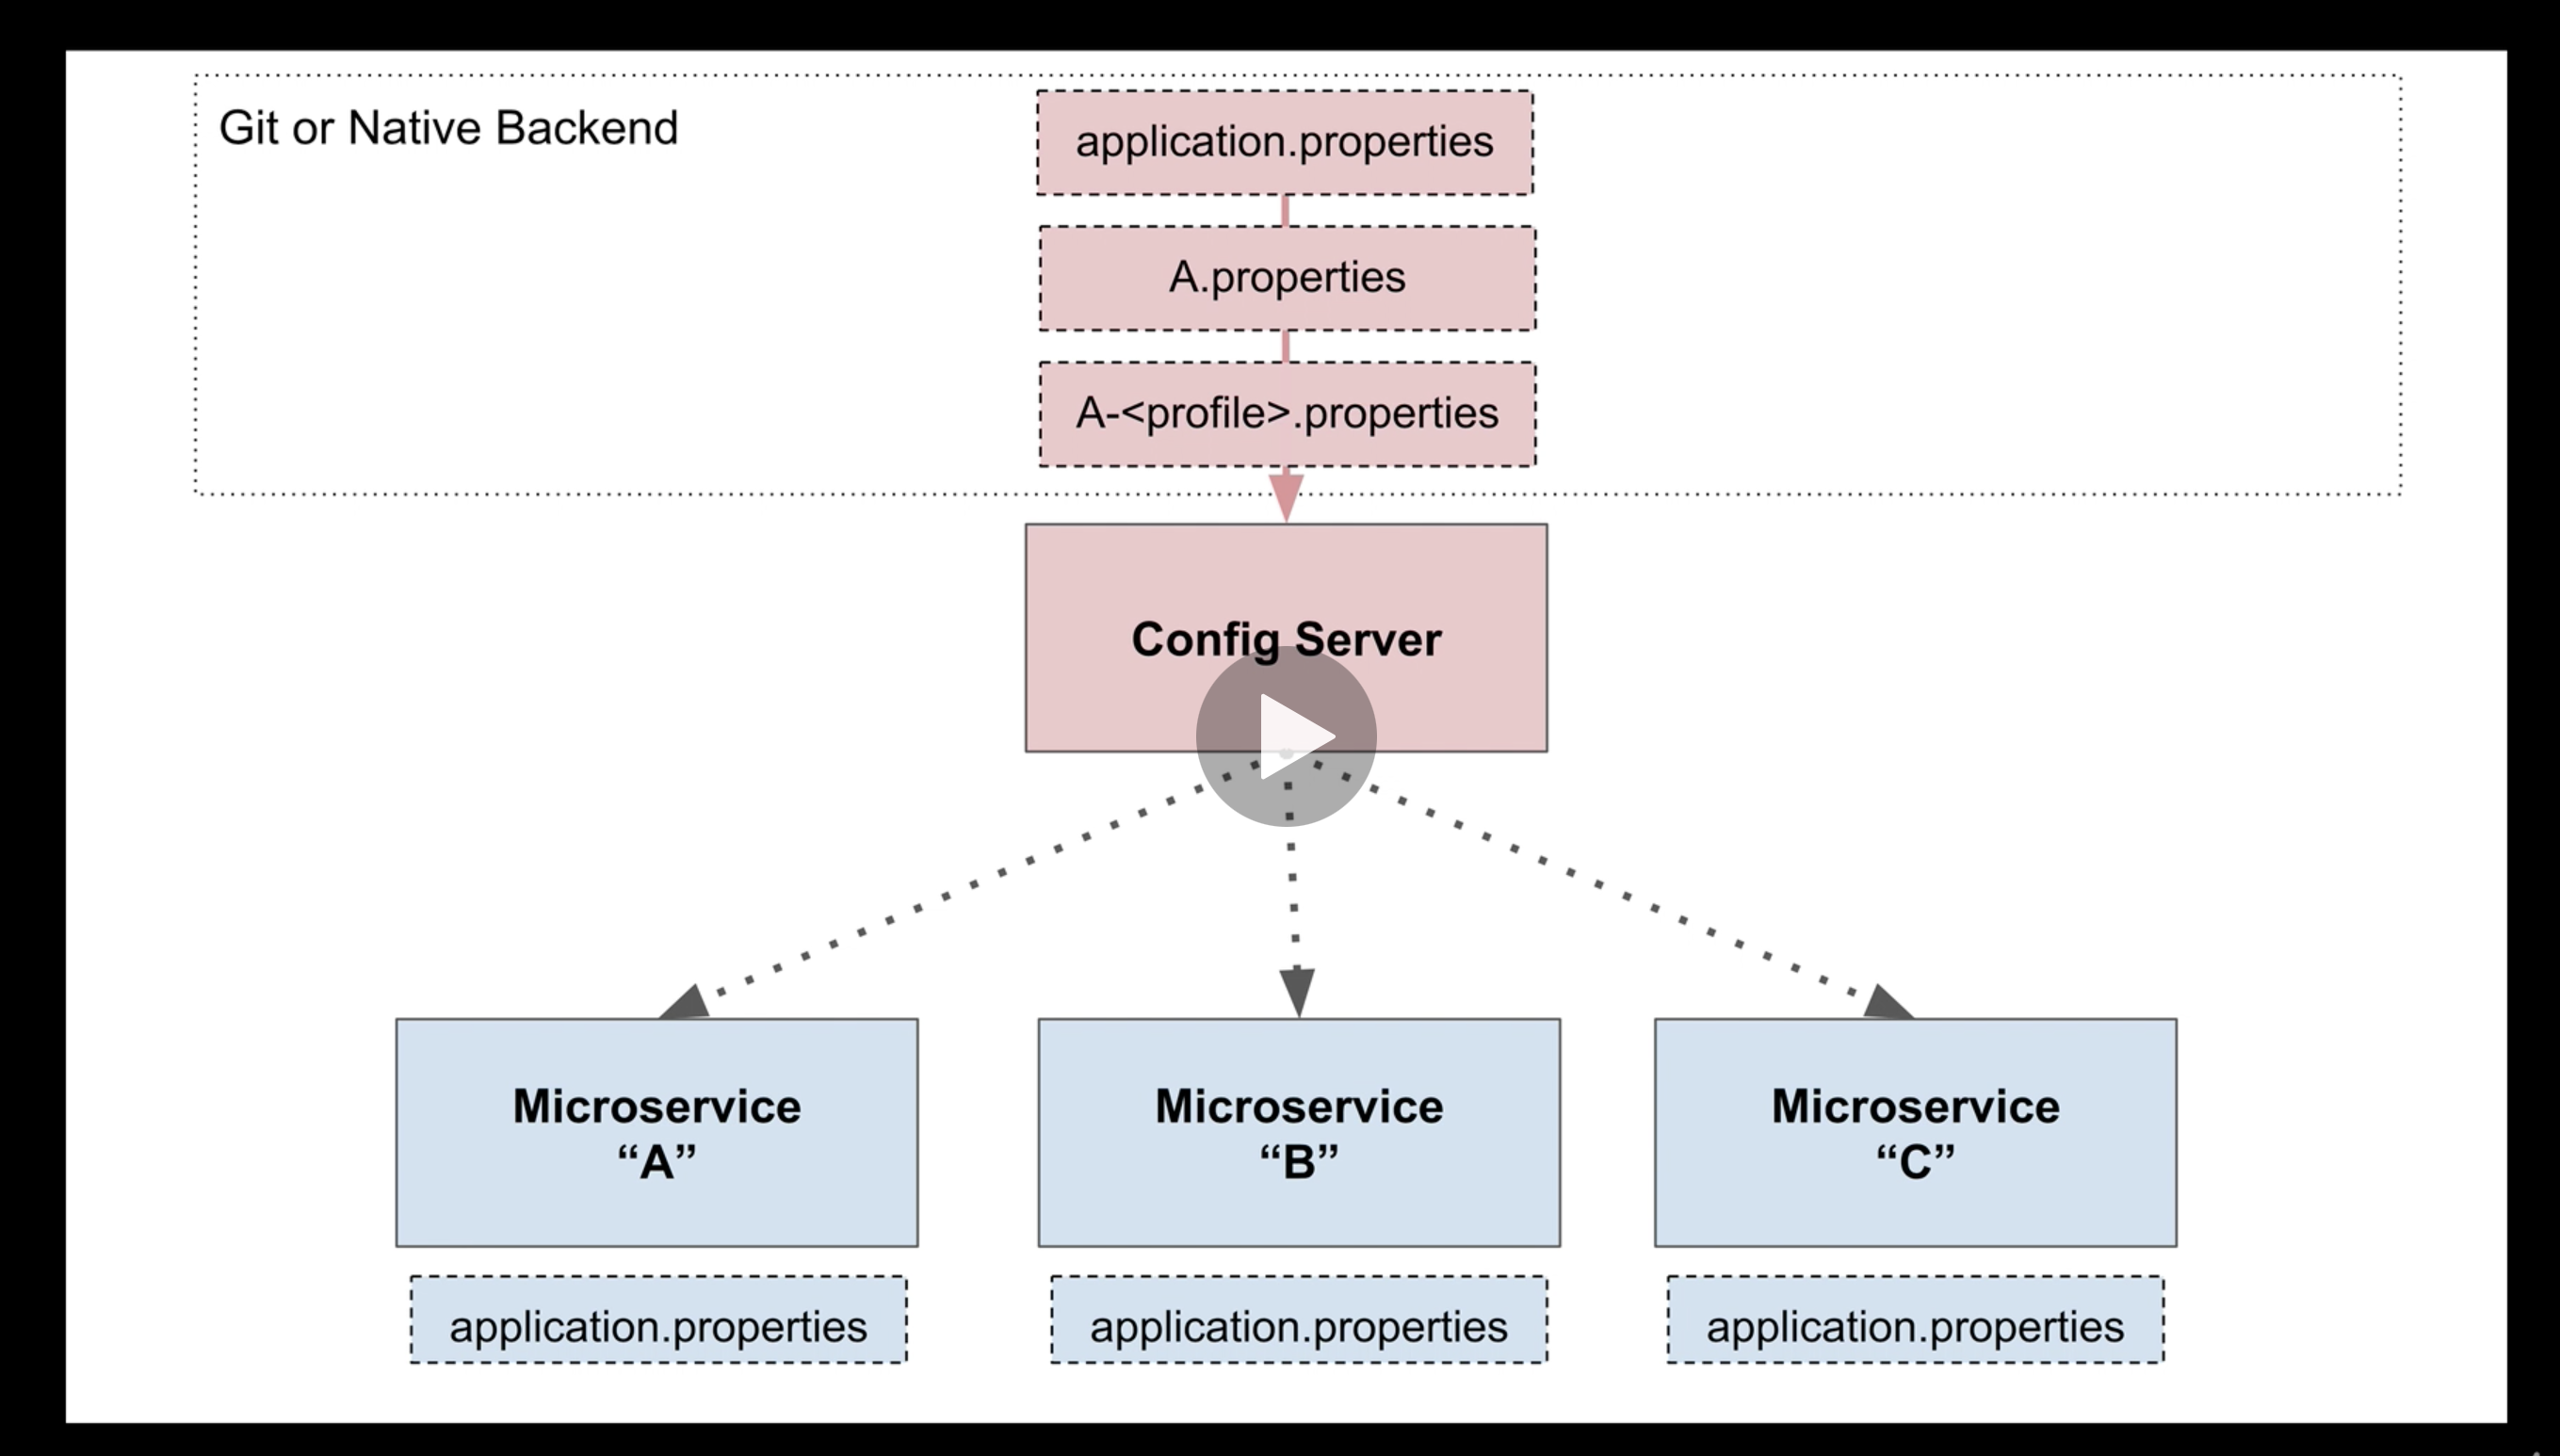 Git or Native Backend
application.properties
A.properties
A-<profile>.properties
Config Server
Microservice
“A”
Microservice
“B”
Microservice
“C”
application.properties
application.properties
application.properties